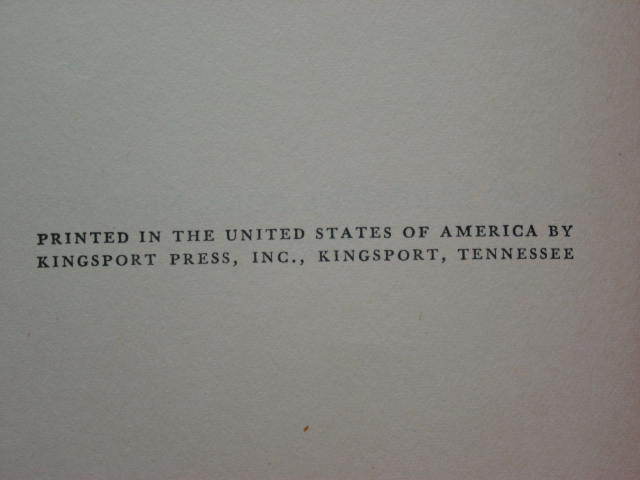 PRINTED IN THE UNITED STATES OF AMERICA BY
KINGSPORT PRESS, INC., KINGSPORT, TENNESSEE